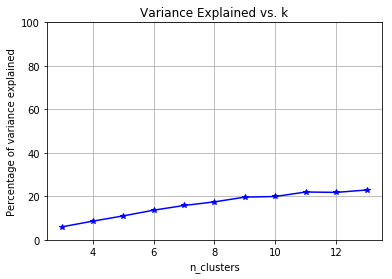 Variance Explained vs. k
Percentage of variance explained
100
80
60
40
20
0
4 6 8 10 12
n_clusters